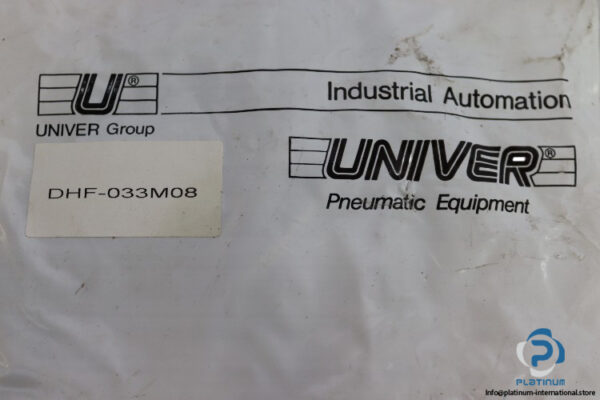 U®
Industrial Automation
UNIVER Group
UNIVER®
DHF-033M08
Pneumatic Equipment
PLATINUM
Info@platinum-international.store